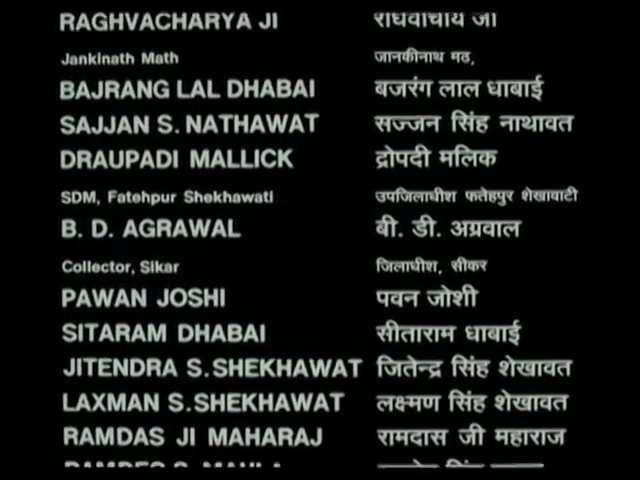 RAGHVACHARYA JI राघवाचार्य जी
Jankinath Math जानकीनाथ मठ,
BAJRANG LAL DHABAI बजरंग लाल धाबाई
SAJJAN S. NATHAWAT सज्जन सिंह नाथावत
DRAUPADI MALLICK द्रोपदी मलिक
SDM, Fatehpur Shekhawati उपजिलाधीश फतेहपुर शेखावाटी
B. D. AGRAWAL बी. डी. अग्रवाल
Collector, Sikar जिलाधीश, सीकर
PAWAN JOSHI पवन जोशी
SITARAM DHABAI सीताराम धाबाई
JITENDRA S. SHEKHAWAT जितेन्द्र सिंह शेखावत
LAXMAN S. SHEKHAWAT लक्ष्मण सिंह शेखावत
RAMDAS JI MAHARAJ रामदास जी महाराज